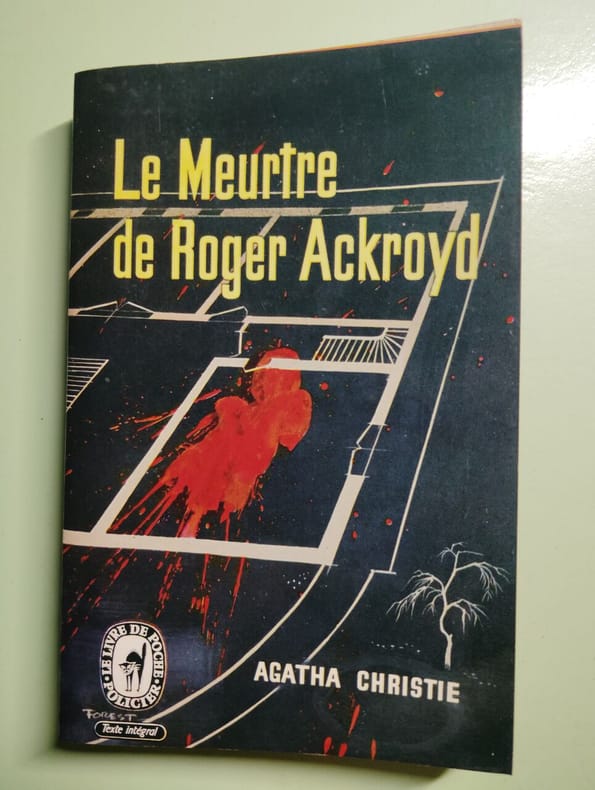 Le Meurtre
de Roger Ackroyd
LE LIVRE DE POCHE
POLICIER
AGATHA CHRISTIE
FOREST
Texte intégral